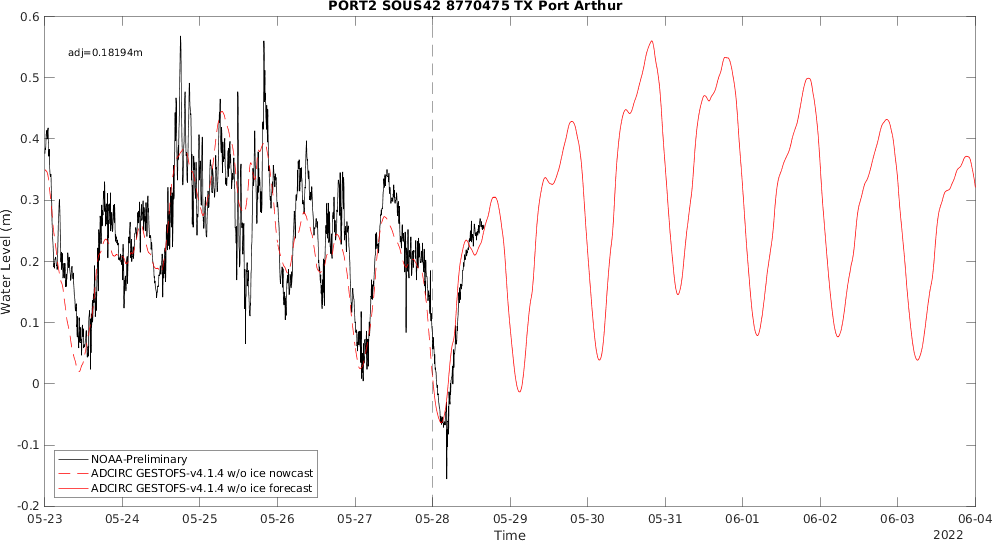 PORT2 SOUS42 8770475 TX Port Arthur
adj=0.18194m
Water Level (m)
0.6
0.5
0.4
0.3
0.2
0.1
0
-0.1
-0.2
NOAA-Preliminary
ADCIRC GESTOFS-v4.1.4 w/o ice nowcast
ADCIRC GESTOFS-v4.1.4 w/o ice forecast
05-23 05-24 05-25 05-26 05-27 05-28 05-29 05-30 05-31 06-01 06-02 06-03 06-04
Time
2022